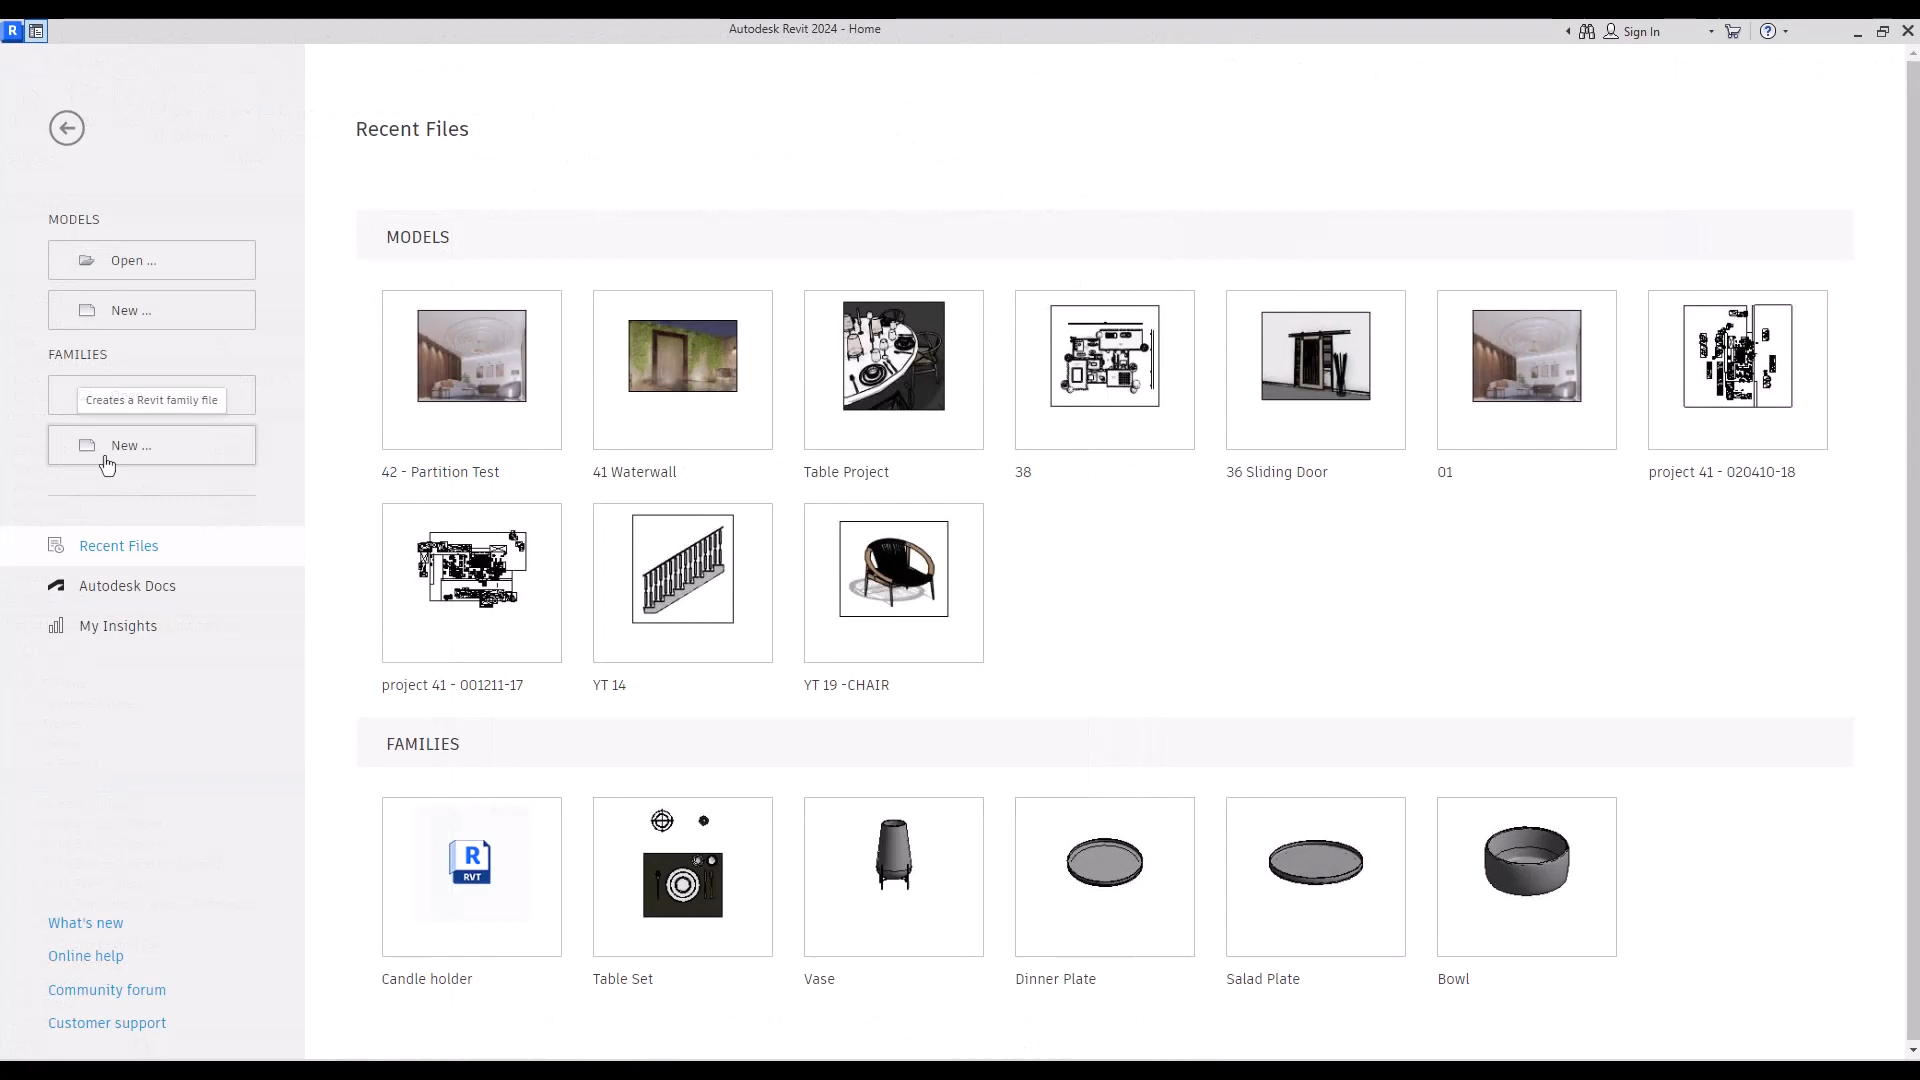 Autodesk Revit 2024 - Home
Sign In
Recent Files
MODELS
Open ...
New ...
FAMILIES
Creates a Revit family file
New ...
Recent Files
Autodesk Docs
My Insights
What's new
Online help
Community forum
Customer support
MODELS
42 - Partition Test
41 Waterwall
Table Project
38
36 Sliding Door
01
project 41 - 020410-18
project 41 - 001211-17
YT 14
YT 19 -CHAIR
FAMILIES
R
RVT
Candle holder
Table Set
Vase
Dinner Plate
Salad Plate
Bowl